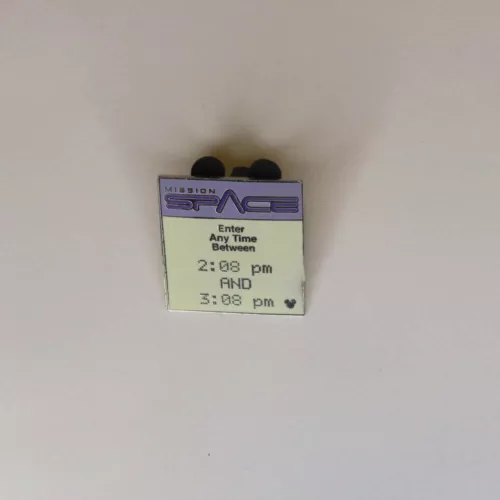 MISSION
SPACE
Enter
Any Time
Between
2:08 pm
AND
3:08 pm